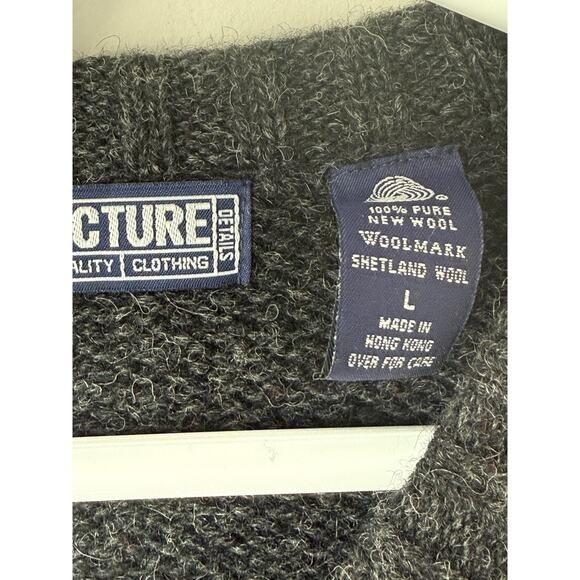 CTURE
DETAILS
ALITY | CLOTHING
100% PURE
NEW WOOL
WOOLMARK
SHETLAND WOOL
L
MADE IN
HONG KONG
OVER FOR CARE